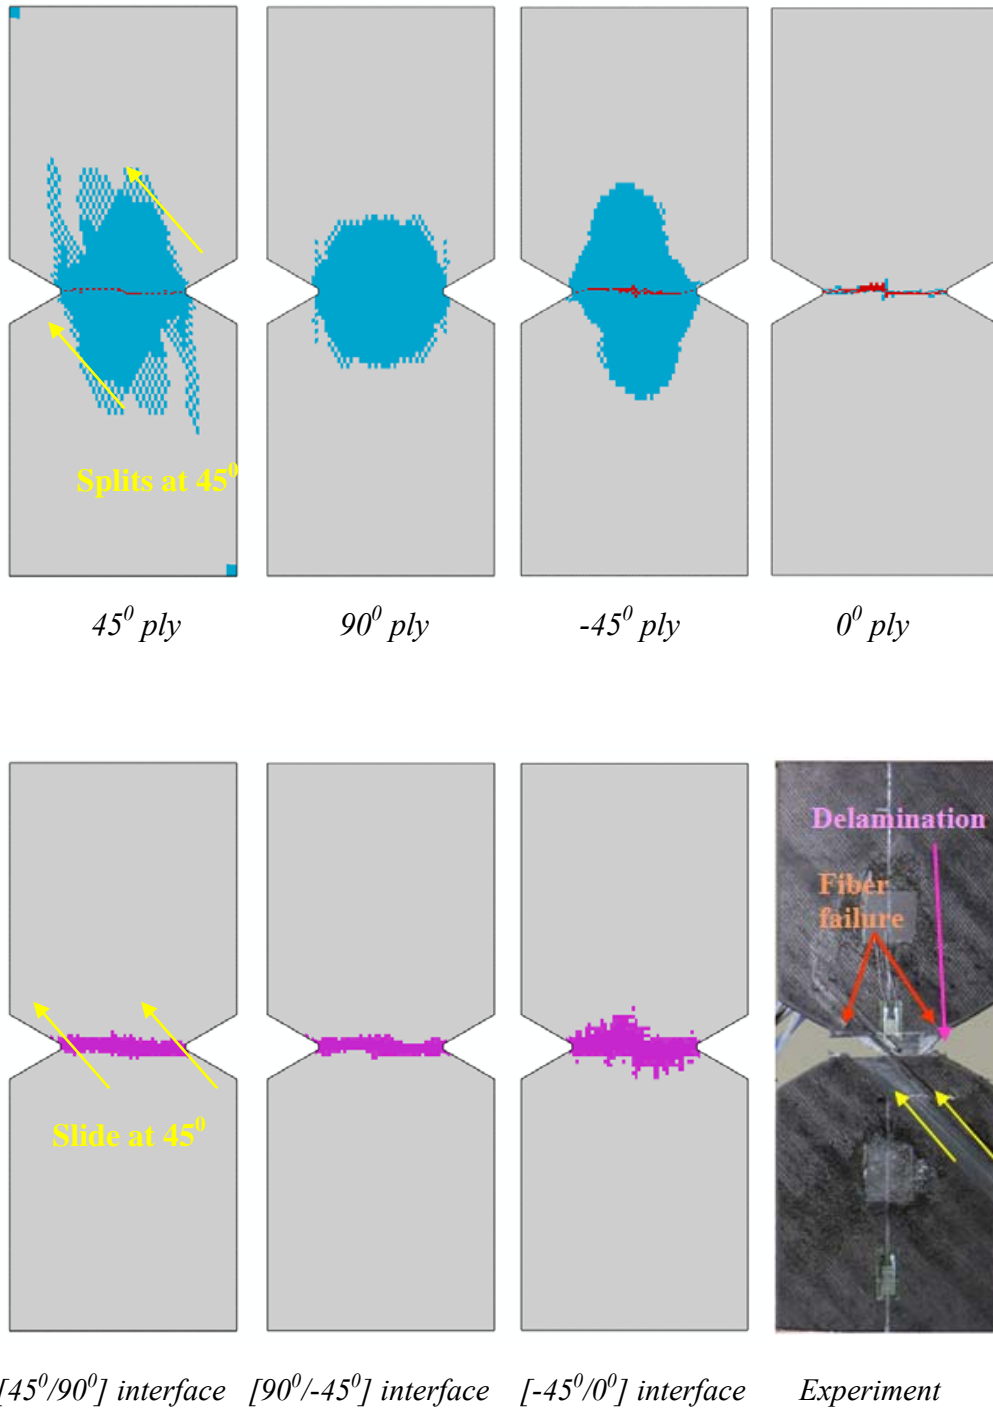 Splits at 45⁰
45⁰ ply
90⁰ ply
-45⁰ ply
0⁰ ply
Delamination
Fiber
failure
Slide at 45⁰
[45⁰/90⁰] interface
[90⁰/-45⁰] interface
[-45⁰/0⁰] interface
Experiment